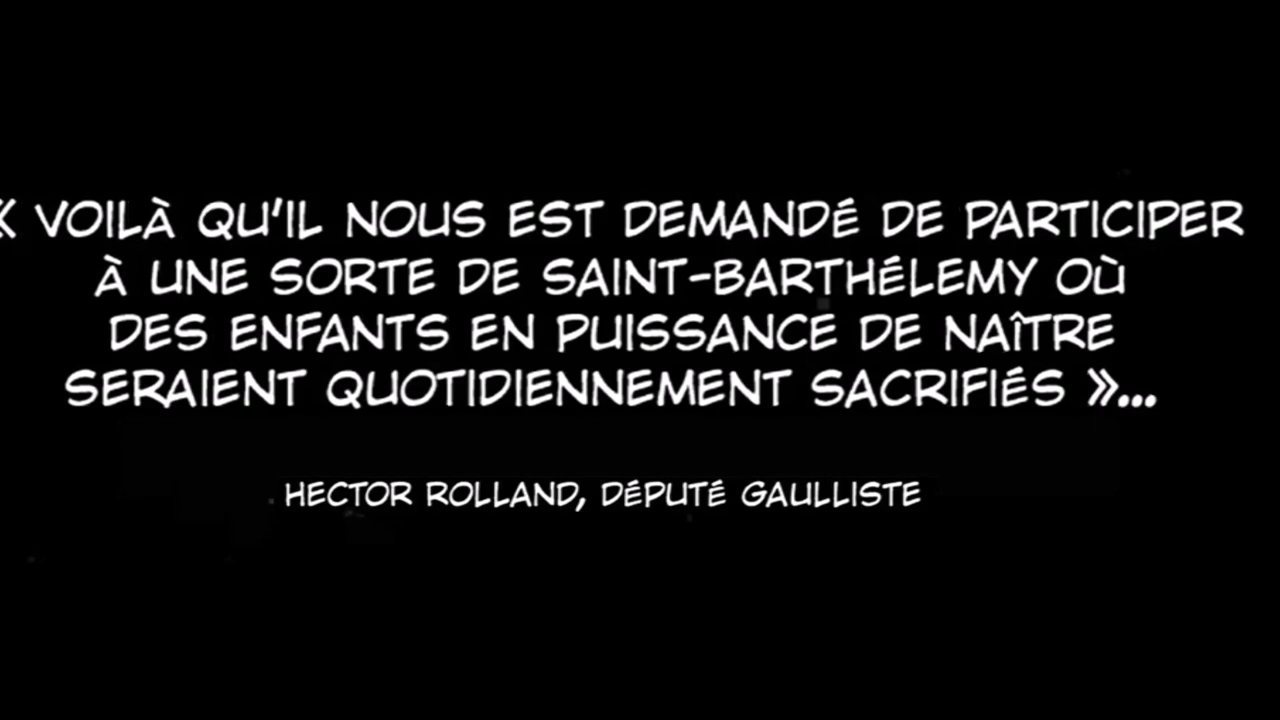 « VOILÀ QU'IL NOUS EST DEMANDÉ DE PARTICIPER
À UNE SORTE DE SAINT-BARTHÉLEMY OÙ
DES ENFANTS EN PUISSANCE DE NAÎTRE
SERAIENT QUOTIDIENNEMENT SACRIFIÉS »...
HECTOR ROLLAND, DÉPUTÉ GAULLISTE